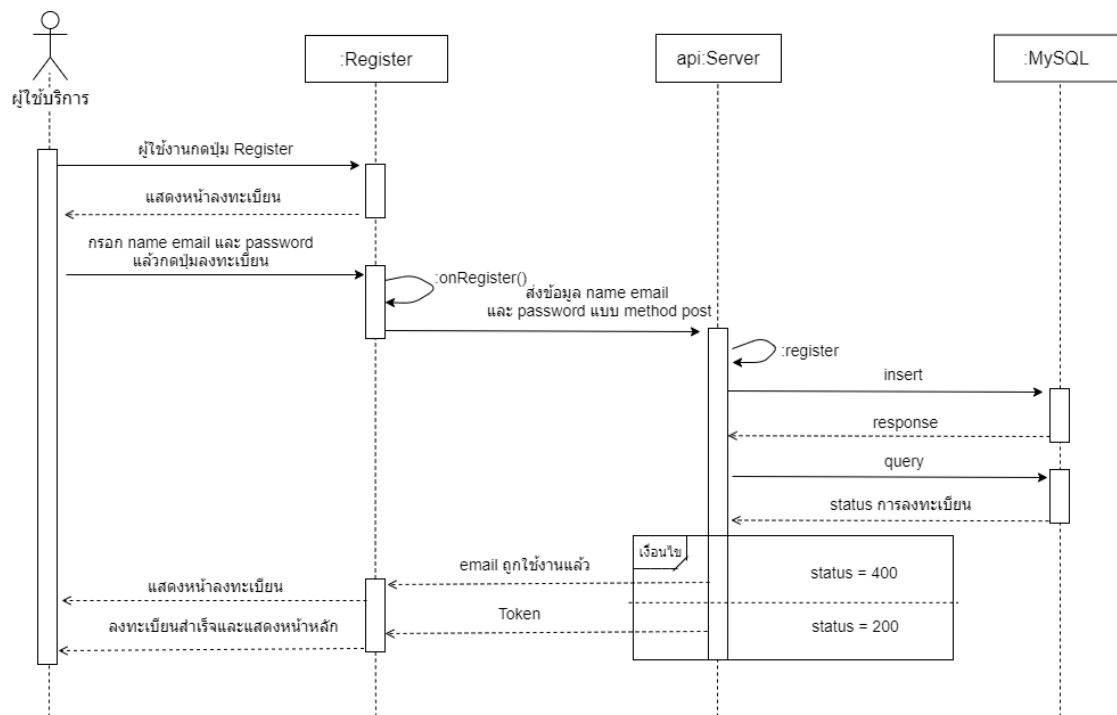 :Register
api:Server
:MySQL
ผู้ใช้บริการ
ผู้ใช้งานกดปุ่ม Register
แสดงหน้าลงทะเบียน
กรอก name email และ password
แล้วกดปุ่มลงทะเบียน
:onRegister()
ส่งข้อมูล name email
และ password แบบ method post
:register
insert
response
query
status การลงทะเบียน
เงื่อนไข
email ถูกใช้งานแล้ว
status = 400
แสดงหน้าลงทะเบียน
Token
status = 200
ลงทะเบียนสำเร็จและแสดงหน้าหลัก